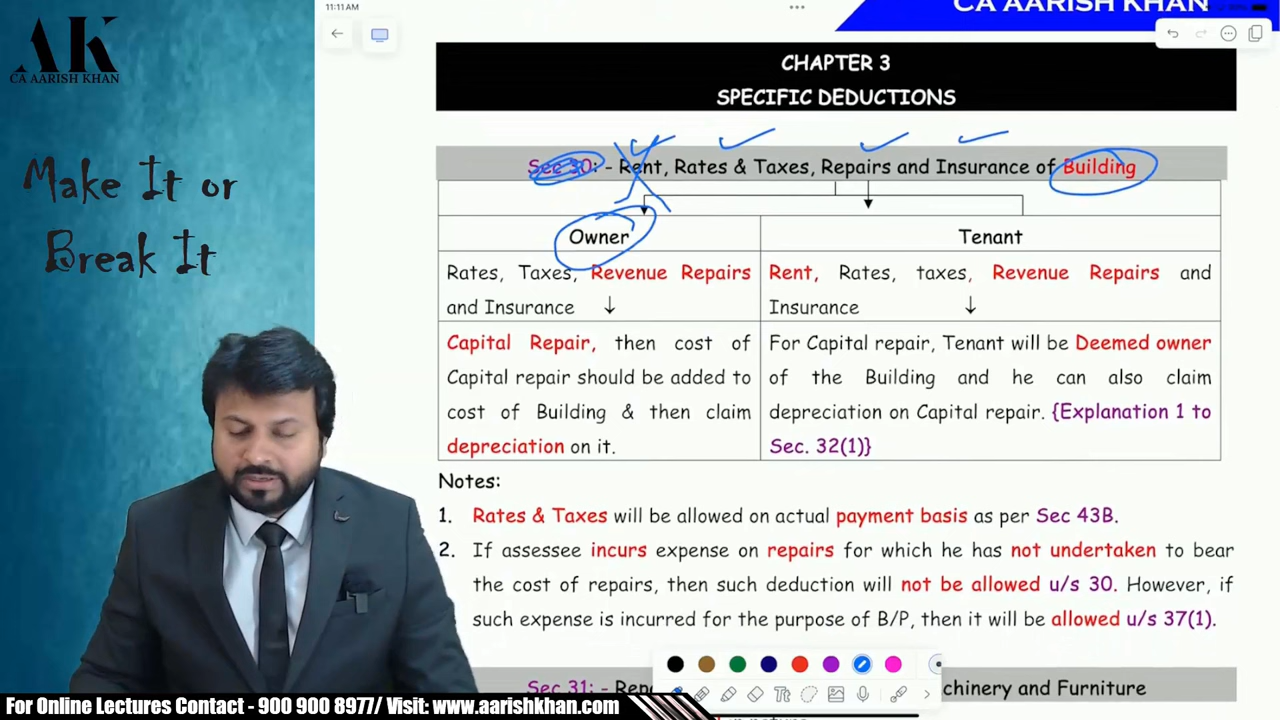 11:11 AM
CA AARISH KHAN
AK
CA AARISH KHAN
Make It or
Break It
CHAPTER 3
SPECIFIC DEDUCTIONS
Sec 30: - Rent, Rates & Taxes, Repairs and Insurance of Building
Owner
Tenant
Rates, Taxes, Revenue Repairs
and Insurance ↓
Rent, Rates, taxes, Revenue Repairs and
Insurance ↓
Capital Repair, then cost of
Capital repair should be added to
cost of Building & then claim
depreciation on it.
For Capital repair, Tenant will be Deemed owner
of the Building and he can also claim
depreciation on Capital repair. {Explanation 1 to
Sec. 32(1)}
Notes:
1. Rates & Taxes will be allowed on actual payment basis as per Sec 43B.
2. If assessee incurs expense on repairs for which he has not undertaken to bear
the cost of repairs, then such deduction will not be allowed u/s 30. However, if
such expense is incurred for the purpose of B/P, then it will be allowed u/s 37(1).
Sec 31: - chinery and Furniture
For Online Lectures Contact - 900 900 8977/ Visit: www.aarishkhan.com